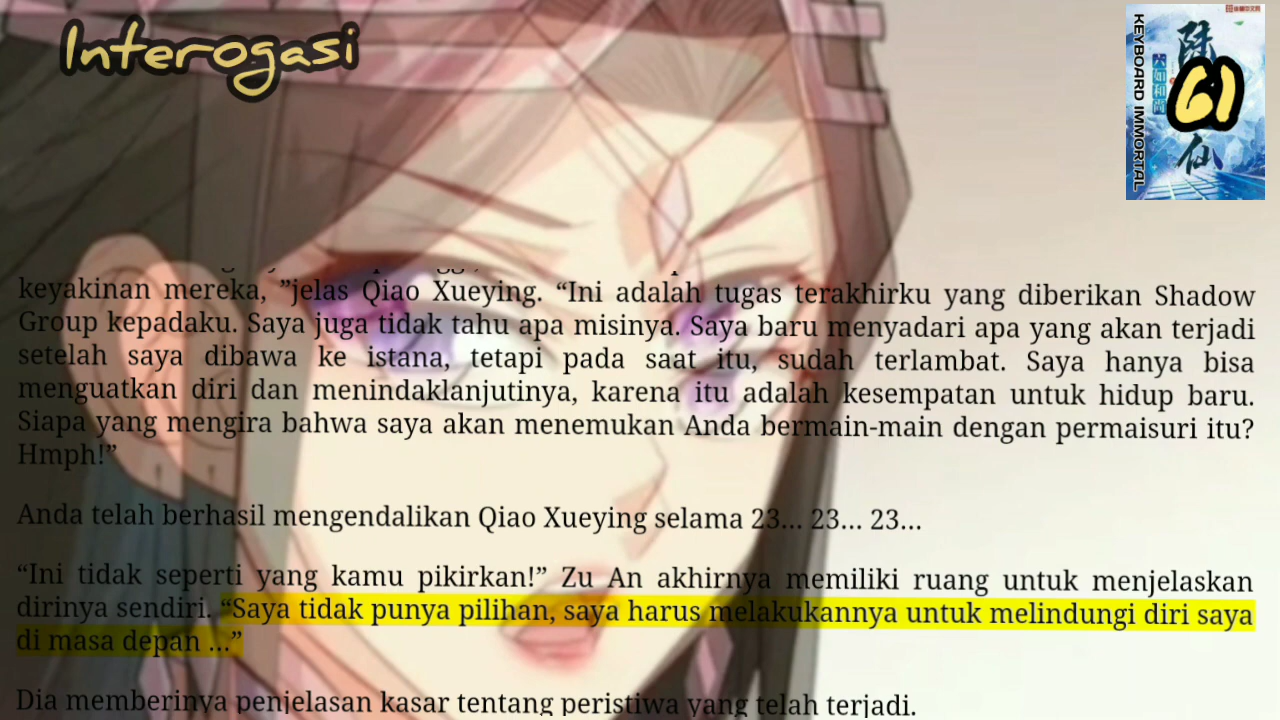 Interogasi
KEYBOARD IMMORTAL
61
仙
六如和尚
keyakinan mereka, ”jelas Qiao Xueying. “Ini adalah tugas terakhirku yang diberikan Shadow
Group kepadaku. Saya juga tidak tahu apa misinya. Saya baru menyadari apa yang akan terjadi
setelah saya dibawa ke istana, tetapi pada saat itu, sudah terlambat. Saya hanya bisa
menguatkan diri dan menindaklanjutinya, karena itu adalah kesempatan untuk hidup baru.
Siapa yang mengira bahwa saya akan menemukan Anda bermain-main dengan permaisuri itu?
Hmph!”
Anda telah berhasil mengendalikan Qiao Xueying selama 23… 23… 23…
“Ini tidak seperti yang kamu pikirkan!” Zu An akhirnya memiliki ruang untuk menjelaskan
dirinya sendiri. “Saya tidak punya pilihan, saya harus melakukannya untuk melindungi diri saya
di masa depan …”
Dia memberinya penjelasan kasar tentang peristiwa yang telah terjadi.